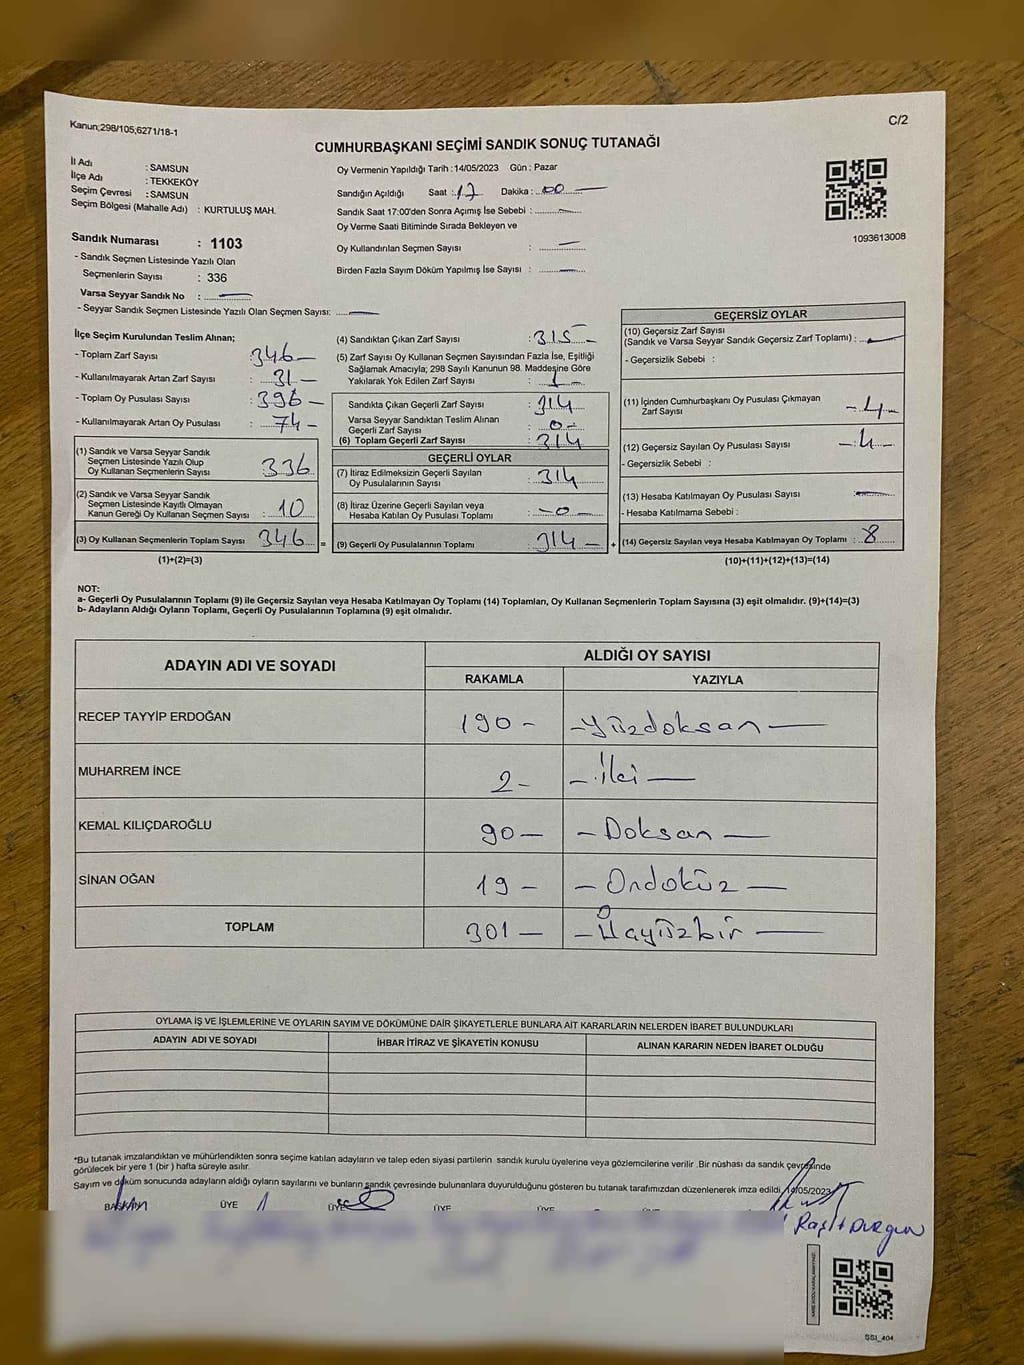 Kanun;298/105;6271/18-1
C/2
CUMHURBAŞKANI SEÇİMİ SANDIK SONUÇ TUTANAĞI
İl Adı : SAMSUN
İlçe Adı : TEKKEKÖY
Seçim Çevresi : SAMSUN
Seçim Bölgesi (Mahalle Adı) : KURTULUŞ MAH.
Sandık Numarası : 1103
- Sandık Seçmen Listesinde Yazılı Olan
Seçmenlerin Sayısı : 336
Varsa Seyyar Sandık No :
- Seyyar Sandık Seçmen Listesinde Yazılı Olan Seçmen Sayısı:
Oy Vermenin Yapıldığı Tarih : 14/05/2023 Gün : Pazar
Sandığın Açıldığı Saat : 17 Dakika : 00
Sandık Saat 17:00'den Sonra Açımış İse Sebebi :
Oy Verme Saati Bitiminde Sırada Bekleyen ve
Oy Kullandırılan Seçmen Sayısı :
Birden Fazla Sayım Döküm Yapılmış İse Sayısı :
1093613008
İlçe Seçim Kurulundan Teslim Alınan;
- Toplam Zarf Sayısı : 346
- Kullanılmayarak Artan Zarf Sayısı : 31
- Toplam Oy Pusulası Sayısı : 396
- Kullanılmayarak Artan Oy Pusulası : 74
(1) Sandık ve Varsa Seyyar Sandık
Seçmen Listesinde Yazılı Olup
Oy Kullanan Seçmenlerin Sayısı : 336
(2) Sandık ve Varsa Seyyar Sandık
Seçmen Listesinde Kayıtlı Olmayan
Kanun Gereği Oy Kullanan Seçmen Sayısı : 10
(3) Oy Kullanan Seçmenlerin Toplam Sayısı : 346 =
(1)+(2)=(3)
(4) Sandıktan Çıkan Zarf Sayısı : 315
(5) Zarf Sayısı Oy Kullanan Seçmen Sayısından Fazla İse, Eşitliği
Sağlamak Amacıyla; 298 Sayılı Kanunun 98. Maddesine Göre
Yakılarak Yok Edilen Zarf Sayısı : 1
Sandıkta Çıkan Geçerli Zarf Sayısı : 314
Varsa Seyyar Sandıktan Teslim Alınan
Geçerli Zarf Sayısı : 0
(6) Toplam Geçerli Zarf Sayısı : 314
GEÇERLİ OYLAR
(7) İtiraz Edilmeksizin Geçerli Sayılan
Oy Pusulalarının Sayısı : 314
(8) İtiraz Üzerine Geçerli Sayılan veya
Hesaba Katılan Oy Pusulası Toplamı : 0
(9) Geçerli Oy Pusulalarının Toplamı : 314 +
GEÇERSİZ OYLAR
(10) Geçersiz Zarf Sayısı
(Sandık ve Varsa Seyyar Sandık Geçersiz Zarf Toplamı) :
- Geçersizlik Sebebi :
(11) İçinden Cumhurbaşkanı Oy Pusulası Çıkmayan
Zarf Sayısı : 4
(12) Geçersiz Sayılan Oy Pusulası Sayısı : 4
- Geçersizlik Sebebi :
(13) Hesaba Katılmayan Oy Pusulası Sayısı :
- Hesaba Katılmama Sebebi :
(14) Geçersiz Sayılan veya Hesaba Katılmayan Oy Toplamı : 8
(10)+(11)+(12)+(13)=(14)
NOT:
a- Geçerli Oy Pusulalarının Toplamı (9) ile Geçersiz Sayılan veya Hesaba Katılmayan Oy Toplamı (14) Toplamları, Oy Kullanan Seçmenlerin Toplam Sayısına (3) eşit olmalıdır. (9)+(14)=(3)
b- Adayların Aldığı Oyların Toplamı, Geçerli Oy Pusulalarının Toplamına (9) eşit olmalıdır.
ADAYIN ADI VE SOYADI
ALDIĞI OY SAYISI
RAKAMLA YAZIYLA
RECEP TAYYİP ERDOĞAN 190 - - Yüzdoksan -
MUHARREM İNCE 2 - - İki -
KEMAL KILIÇDAROĞLU 90 - - Doksan -
SİNAN OĞAN 19 - - Ondokuz -
TOPLAM 301 - - Üçyüzbir -
OYLAMA İŞ VE İŞLEMLERİNE VE OYLARIN SAYIM VE DÖKÜMÜNE DAİR ŞİKAYETLERLE BUNLARA AİT KARARLARIN NELERDEN İBARET BULUNDUKLARI
ADAYIN ADI VE SOYADI İHBAR İTİRAZ VE ŞİKAYETİN KONUSU ALINAN KARARIN NEDEN İBARET OLDUĞU
*Bu tutanak imzalandıktan ve mühürlendikten sonra seçime katılan adayların ve talep eden siyasi partilerin sandık kurulu üyelerine veya gözlemcilerine verilir .Bir nüshası da sandık çevresinde
görülecek bir yere 1 (bir ) hafta süreyle asılır.
Sayım ve döküm sonucunda adayların aldığı oyların sayılarını ve bunların sandık çevresinde bulunanlara duyurulduğunu gösteren bu tutanak tarafımızdan düzenlenerek imza edildi. 14/05/2023
BAŞKAN ÜYE ÜYE ÜYE ÜYE ÜYE
Raşit Durgun
SSI_404